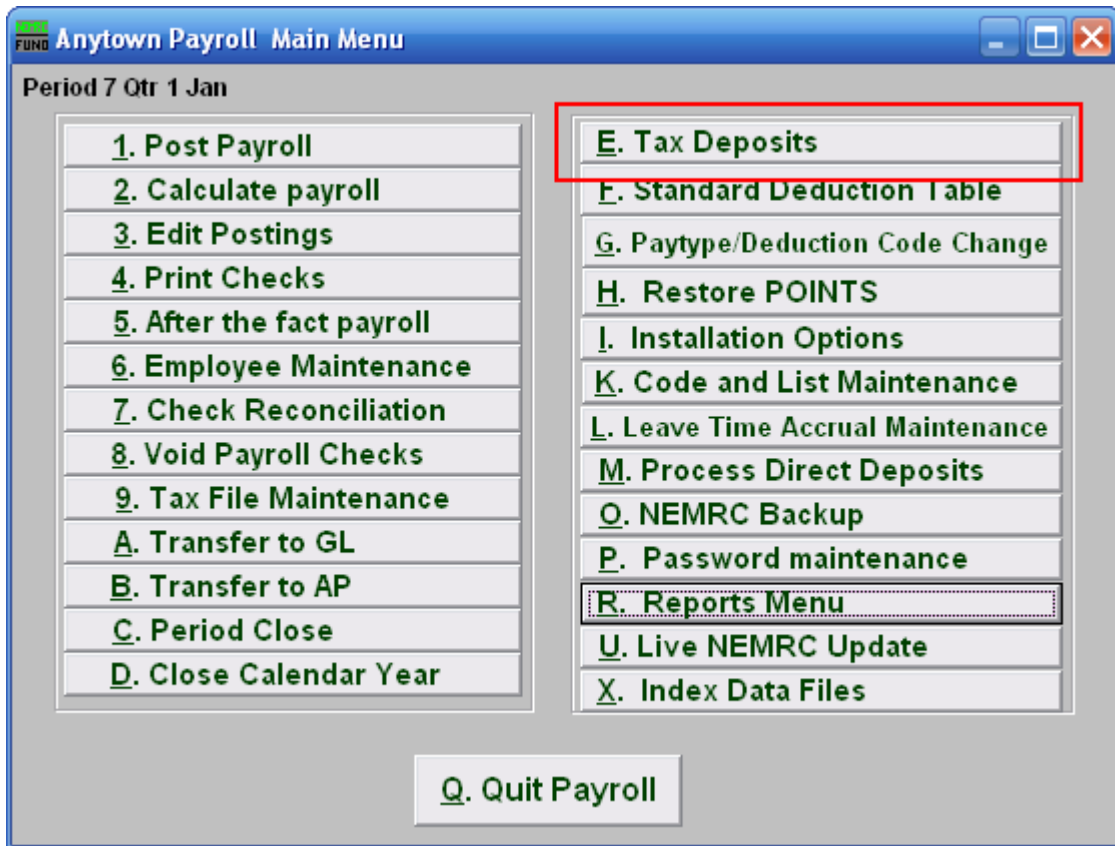 NEMRC
FUND Anytown Payroll Main Menu
Period 7 Qtr 1 Jan
1. Post Payroll
2. Calculate payroll
3. Edit Postings
4. Print Checks
5. After the fact payroll
6. Employee Maintenance
7. Check Reconciliation
8. Void Payroll Checks
9. Tax File Maintenance
A. Transfer to GL
B. Transfer to AP
C. Period Close
D. Close Calendar Year
E. Tax Deposits
F. Standard Deduction Table
G. Paytype/Deduction Code Change
H. Restore POINTS
I. Installation Options
K. Code and List Maintenance
L. Leave Time Accrual Maintenance
M. Process Direct Deposits
O. NEMRC Backup
P. Password maintenance
R. Reports Menu
U. Live NEMRC Update
X. Index Data Files
Q. Quit Payroll